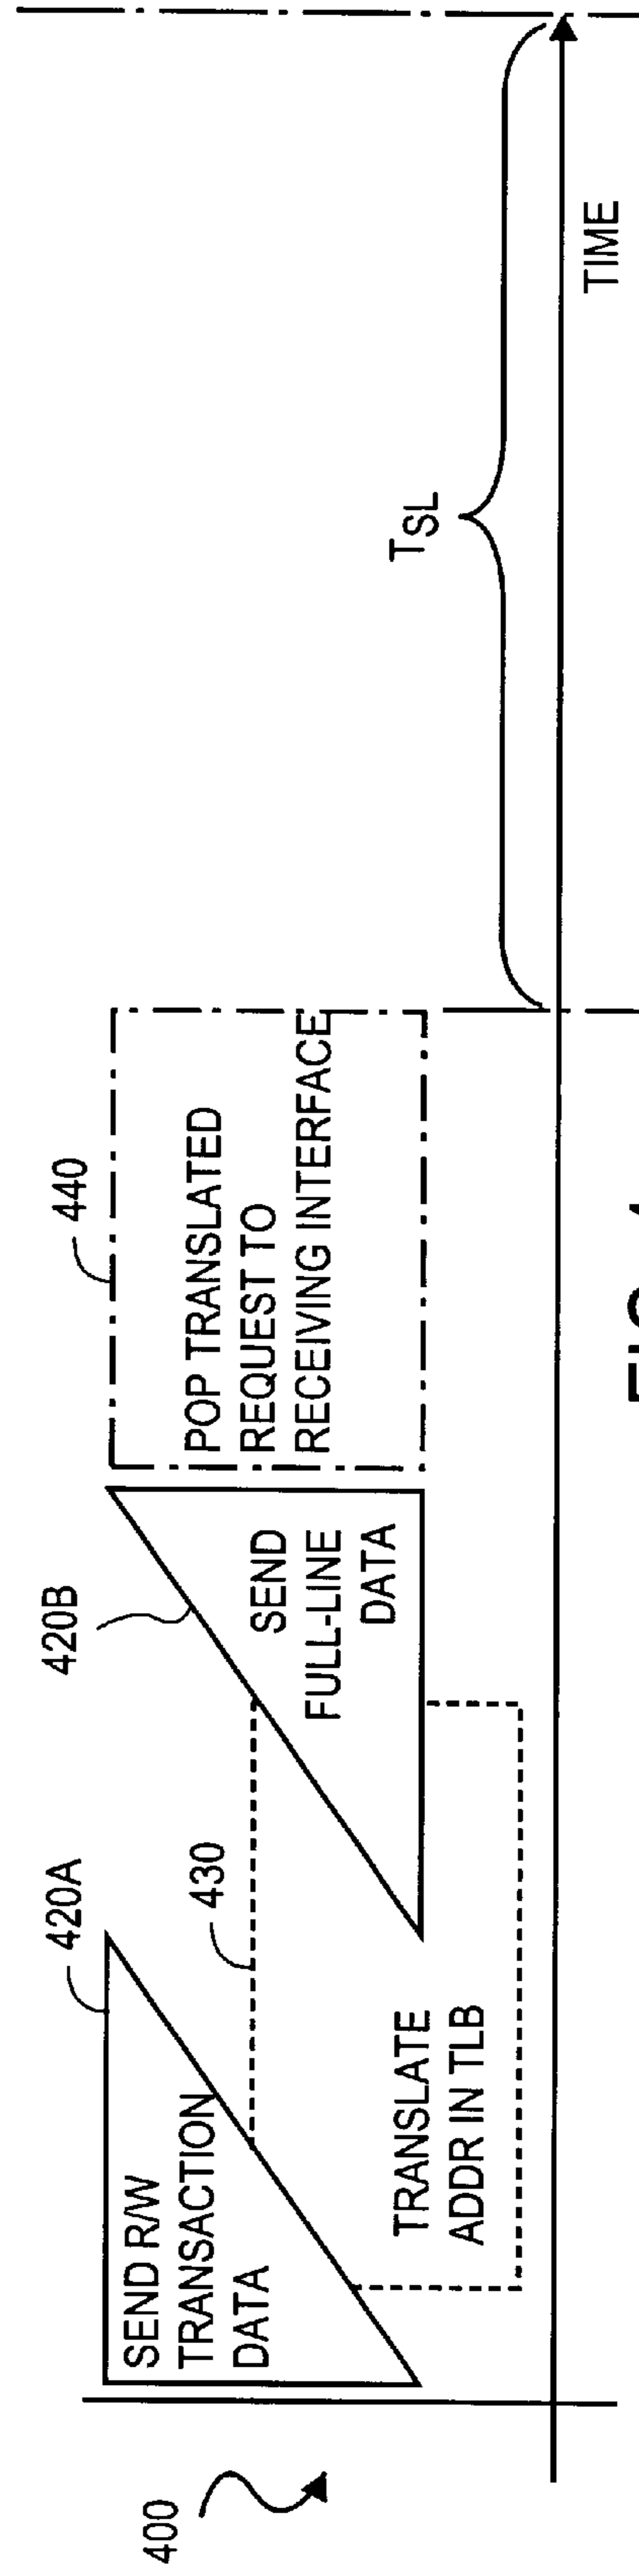 400
420A
SEND R/W
TRANSACTION
DATA
430
TRANSLATE
ADDR IN TLB
420B
SEND
FULL-LINE
DATA
440
POP TRANSLATED
REQUEST TO
RECEIVING INTERFACE
TSL
TIME